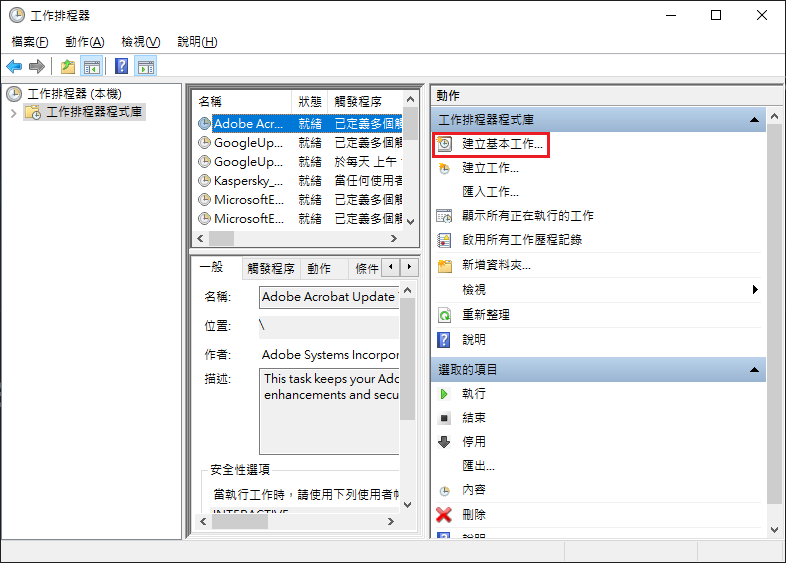 工作排程器
檔案(F) 動作(A) 檢視(V) 說明(H)
工作排程器 (本機)
工作排程器程式庫
名稱 狀態 觸發程序
Adobe Acr... 就緒 已定義多個觸
GoogleUp... 就緒 已定義多個觸
GoogleUp... 就緒 於每天 上午
Kaspersky_... 就緒 當任何使用者
MicrosoftE... 就緒 已定義多個觸
MicrosoftE... 就緒 已定義多個觸
一般 觸發程序 動作 條件
名稱: Adobe Acrobat Update
位置: \
作者: Adobe Systems Incorpor
描述: This task keeps your Ado
enhancements and secu
安全性選項
當執行工作時，請使用下列使用者帳
INTERACTIVE
動作
工作排程器程式庫
建立基本工作...
建立工作...
匯入工作...
顯示所有正在執行的工作
啟用所有工作歷程記錄
新增資料夾...
檢視
重新整理
說明
選取的項目
執行
結束
停用
匯出...
內容
刪除
說明